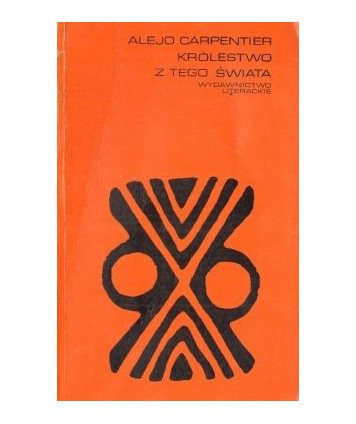 ALEJO CARPENTIER
KRÓLESTWO
Z TEGO ŚWIATA
WYDAWNICTWO
LITERACKIE